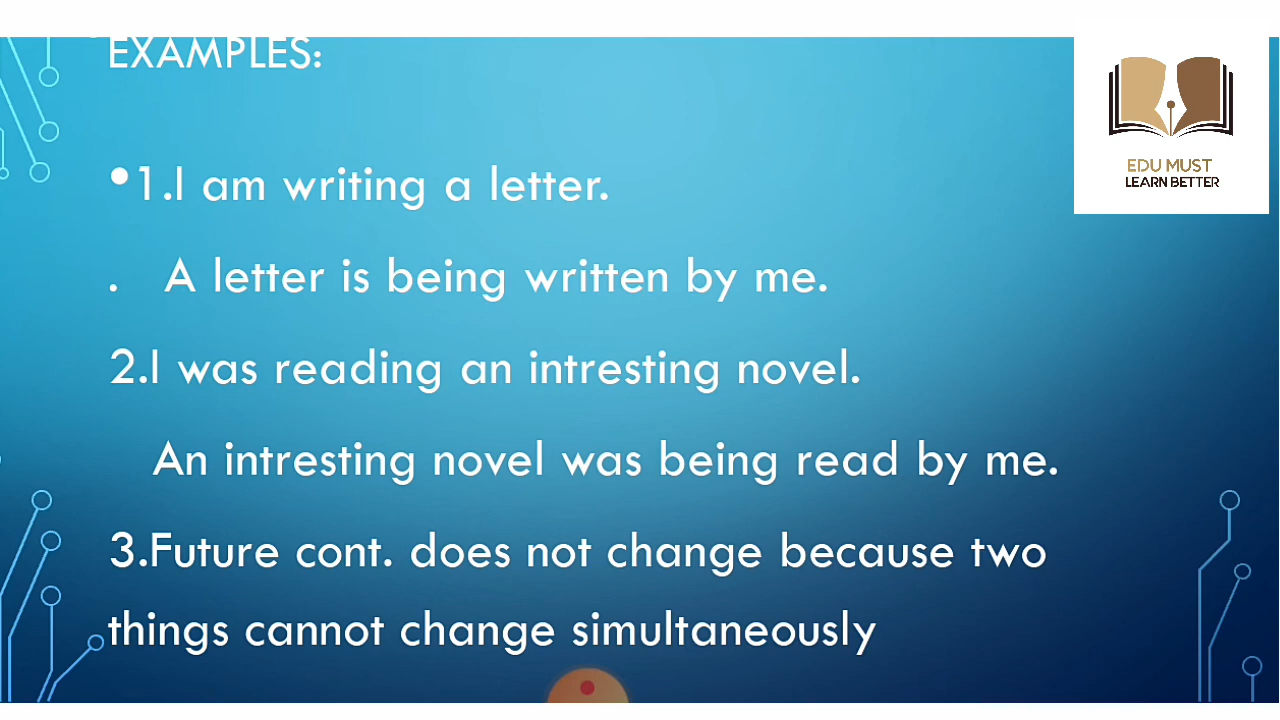 EXAMPLES:
EDU MUST
LEARN BETTER
•1.I am writing a letter.
. A letter is being written by me.
2.I was reading an intresting novel.
An intresting novel was being read by me.
3.Future cont. does not change because two
things cannot change simultaneously